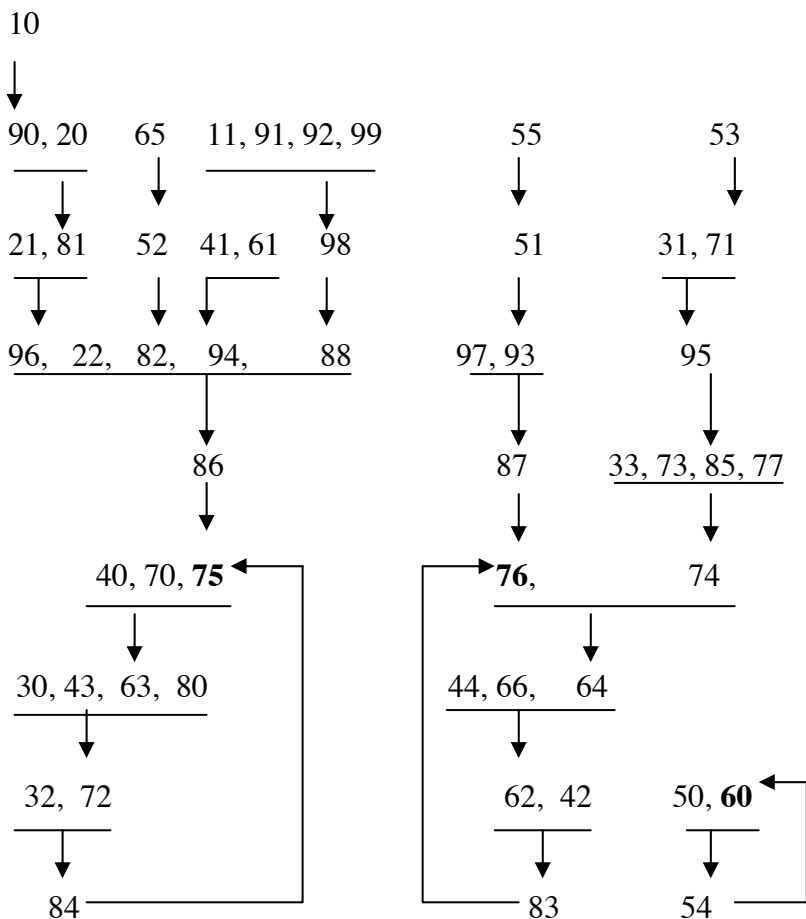 10
90, 20 65 11, 91, 92, 99 55 53
21, 81 52 41, 61 98 51 31, 71
96, 22, 82, 94, 88 97, 93 95
86 87 33, 73, 85, 77
40, 70, 75 76, 74
30, 43, 63, 80 44, 66, 64
32, 72 62, 42 50, 60
84 83 54